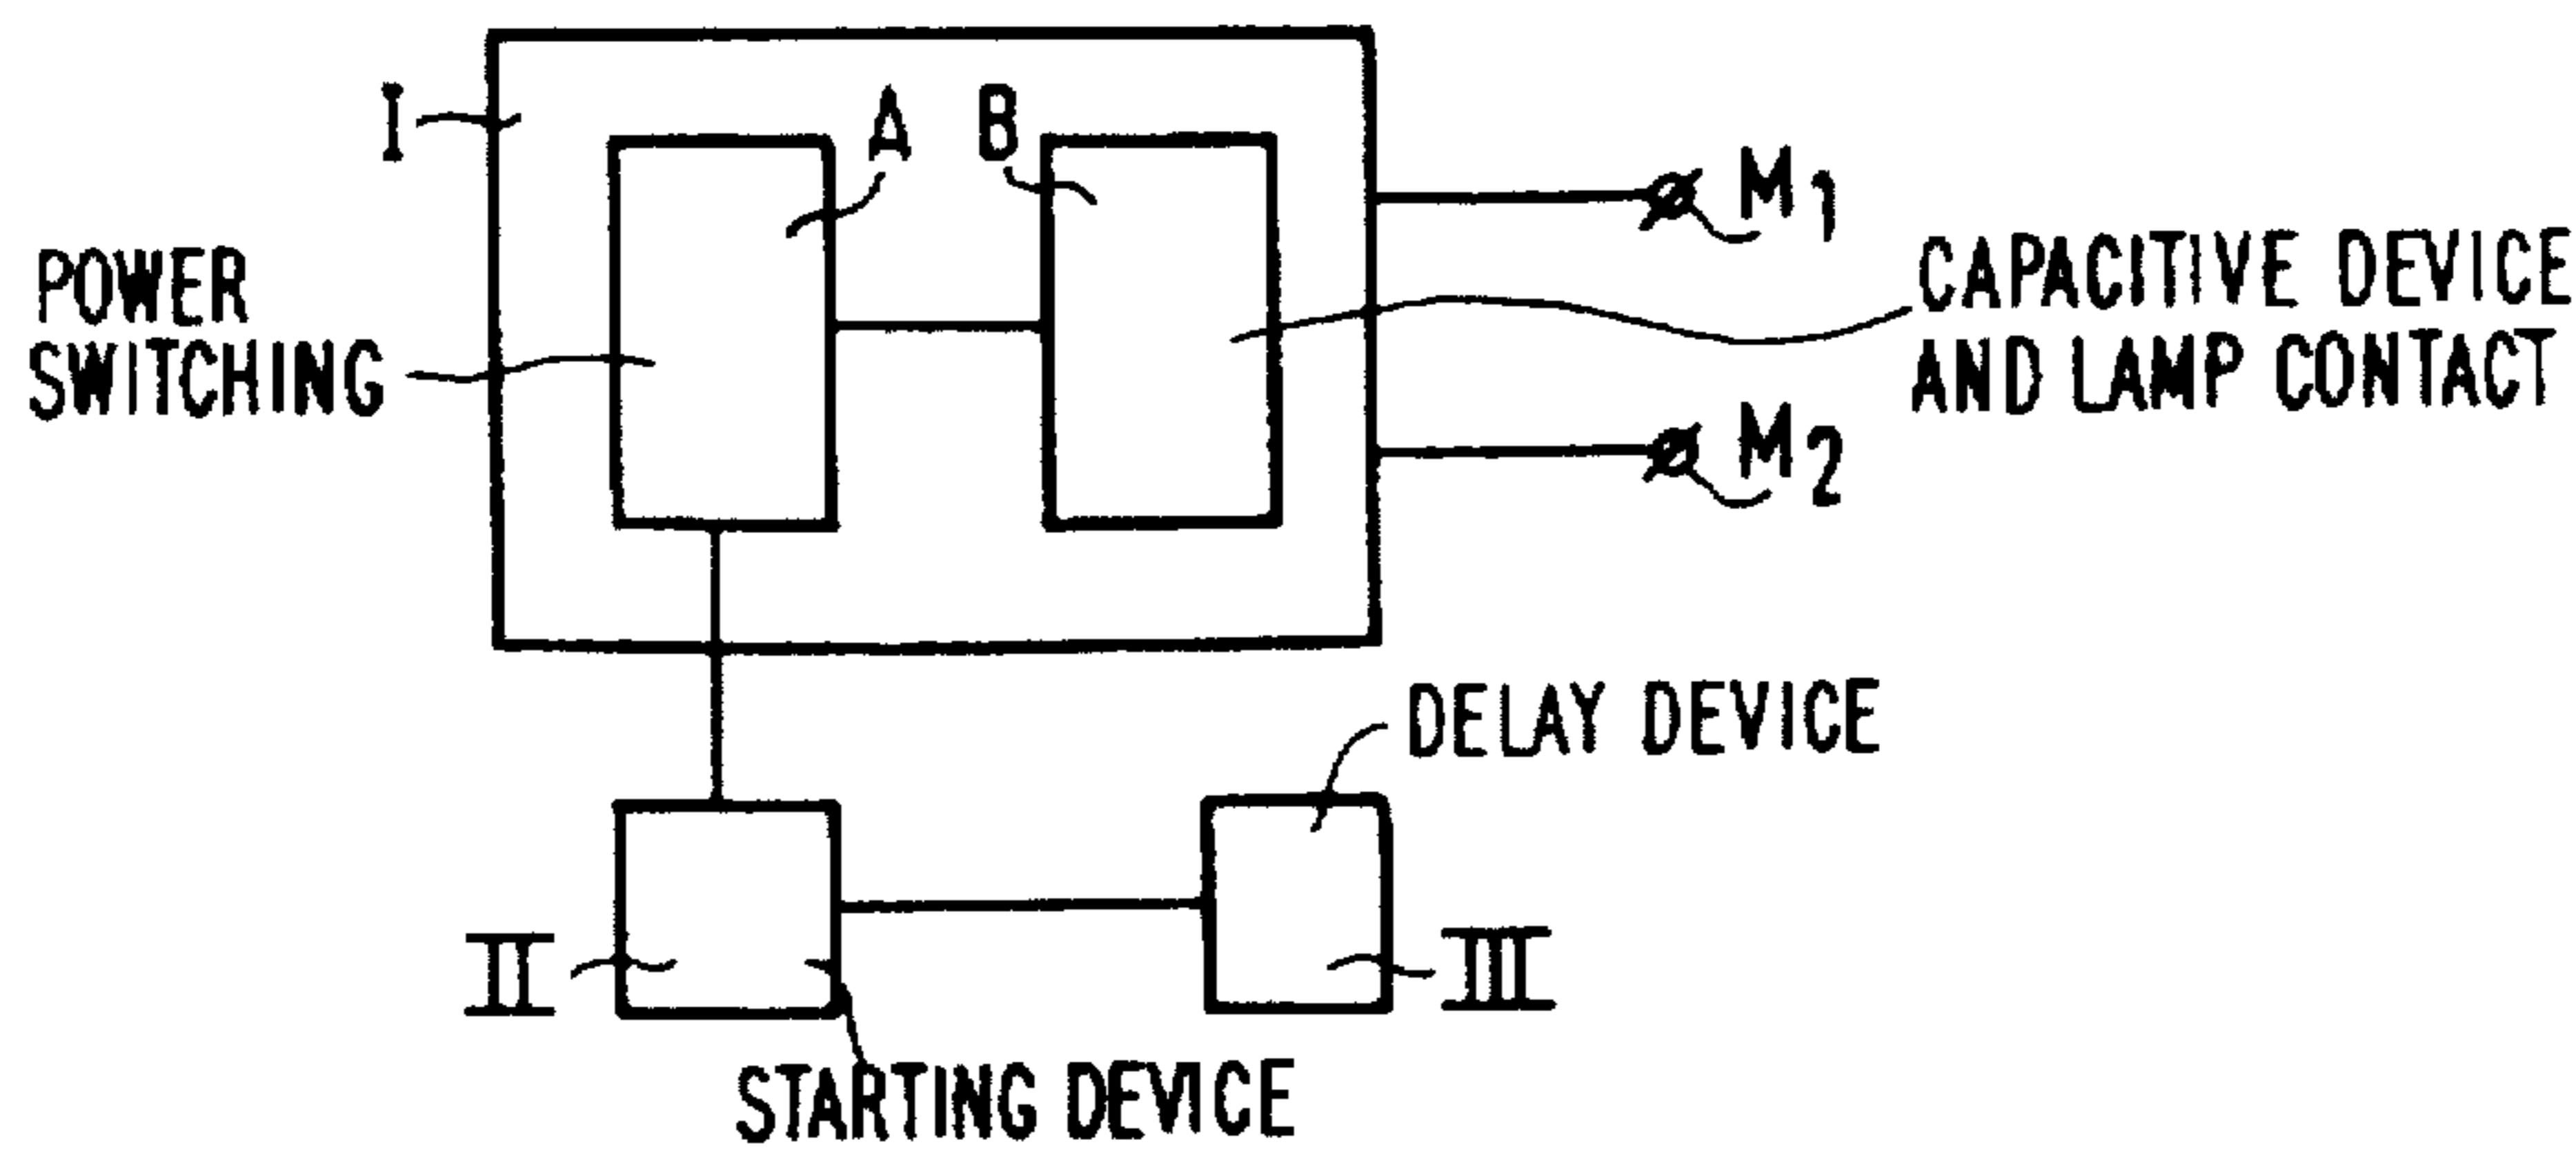 I
A
B
M1
POWER
SWITCHING
CAPACITIVE DEVICE
AND LAMP CONTACT
M2
DELAY DEVICE
II
III
STARTING DEVICE